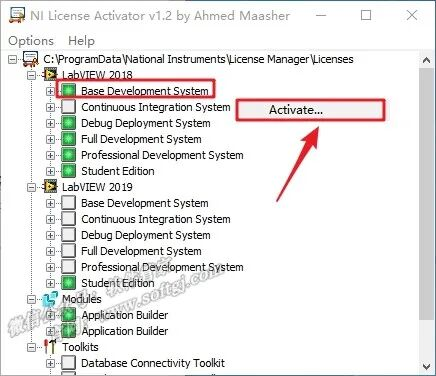 NI License Activator v1.2 by Ahmed Maasher
Options Help
C:\ProgramData\National Instruments\License Manager\Licenses
LabVIEW 2018
Base Development System
Continuous Integration System
Activate...
Debug Deployment System
Full Development System
Professional Development System
Student Edition
LabVIEW 2019
Base Development System
Continuous Integration System
Debug Deployment System
Full Development System
Professional Development System
Student Edition
Modules
Application Builder
Application Builder
Toolkits
Database Connectivity Toolkit